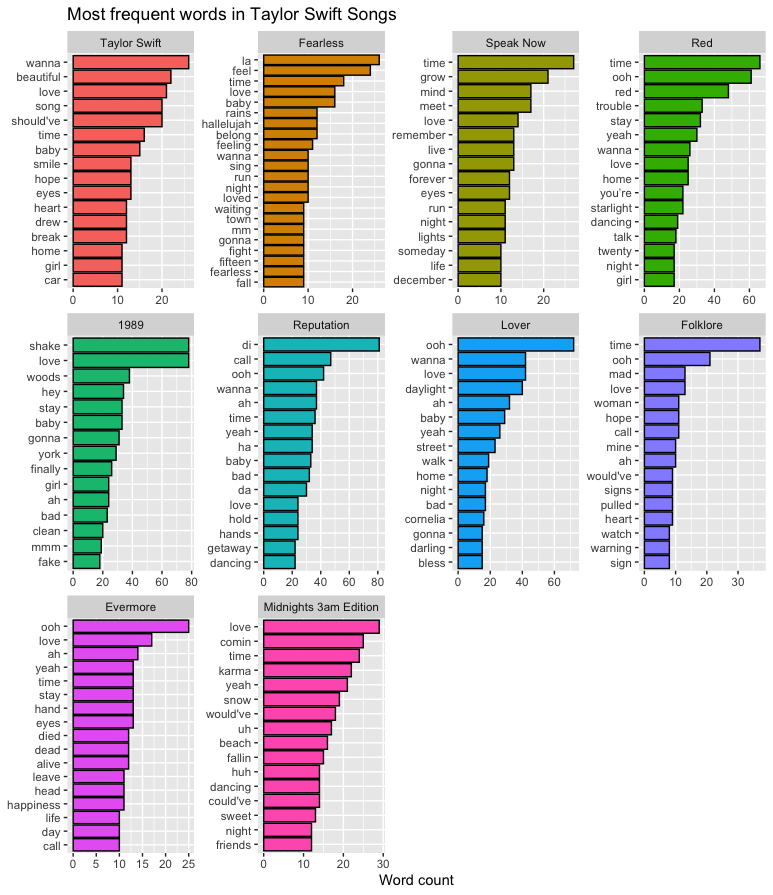 Most frequent words in Taylor Swift Songs
Taylor Swift
wanna
beautiful
love
song
should've
time
baby
smile
hope
eyes
heart
drew
break
home
girl
car
0 10 20
Fearless
la
feel
time
love
baby
rains
hallelujah
belong
feeling
wanna
sing
run
night
loved
waiting
town
mm
gonna
fight
fifteen
fearless
fall
0 10 20
Speak Now
time
grow
mind
meet
love
remember
live
gonna
forever
eyes
run
night
lights
someday
life
december
0 10 20
Red
time
ooh
red
trouble
stay
yeah
wanna
love
home
you're
starlight
dancing
talk
twenty
night
girl
0 20 40 60
1989
shake
love
woods
hey
stay
baby
gonna
york
finally
girl
ah
bad
clean
mmm
fake
0 20 40 60 80
Reputation
di
call
ooh
wanna
ah
time
yeah
ha
baby
bad
da
love
hold
hands
getaway
dancing
0 20 40 60 80
Lover
ooh
wanna
love
daylight
ah
baby
yeah
street
walk
home
night
bad
cornelia
gonna
darling
bless
0 20 40 60
Folklore
time
ooh
mad
love
woman
hope
call
mine
ah
would've
signs
pulled
heart
watch
warning
sign
0 10 20 30
Evermore
ooh
love
ah
yeah
time
stay
hand
eyes
died
dead
alive
leave
head
happiness
life
day
call
0 5 10 15 20 25
Midnights 3am Edition
love
comin
time
karma
yeah
snow
would've
uh
beach
fallin
huh
dancing
could've
sweet
night
friends
0 10 20 30
Word count